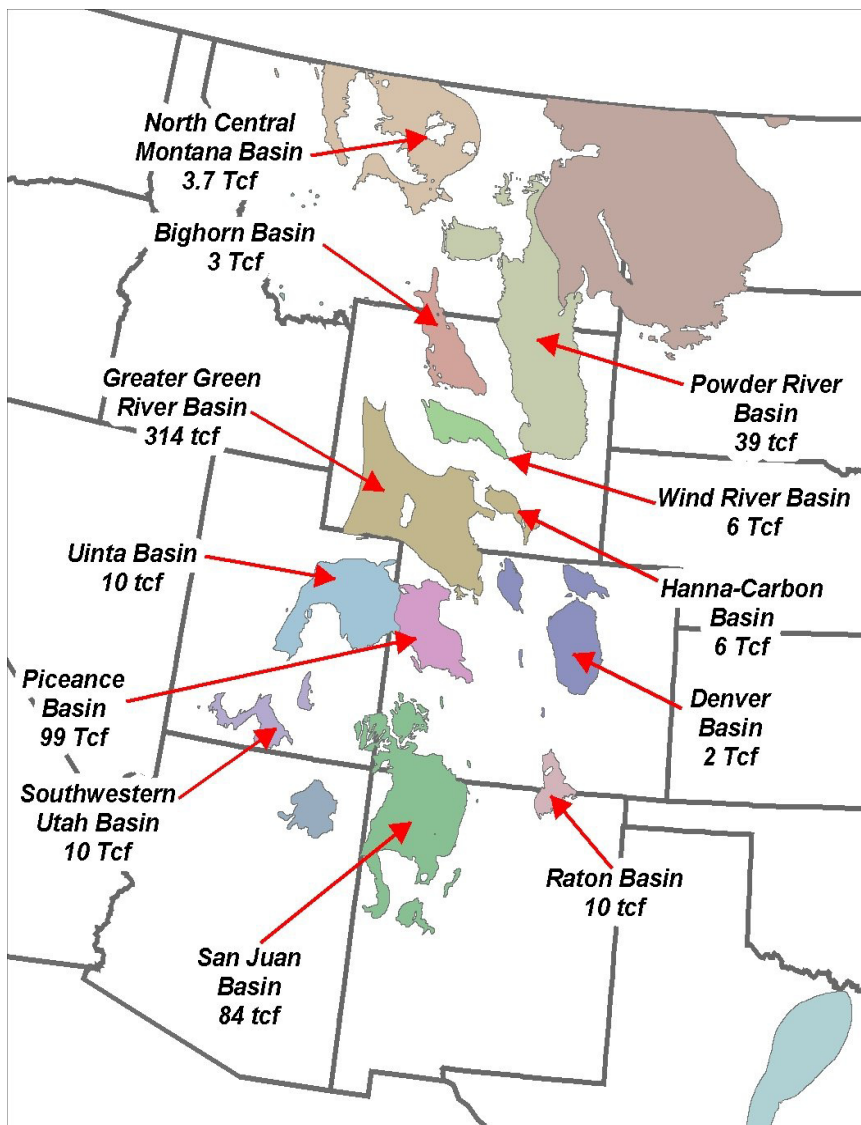 North Central
Montana Basin
3.7 Tcf
Bighorn Basin
3 Tcf
Greater Green
River Basin
314 tcf
Powder River
Basin
39 tcf
Wind River Basin
6 Tcf
Uinta Basin
10 tcf
Hanna-Carbon
Basin
6 Tcf
Piceance
Basin
99 Tcf
Denver
Basin
2 Tcf
Southwestern
Utah Basin
10 Tcf
Raton Basin
10 tcf
San Juan
Basin
84 tcf